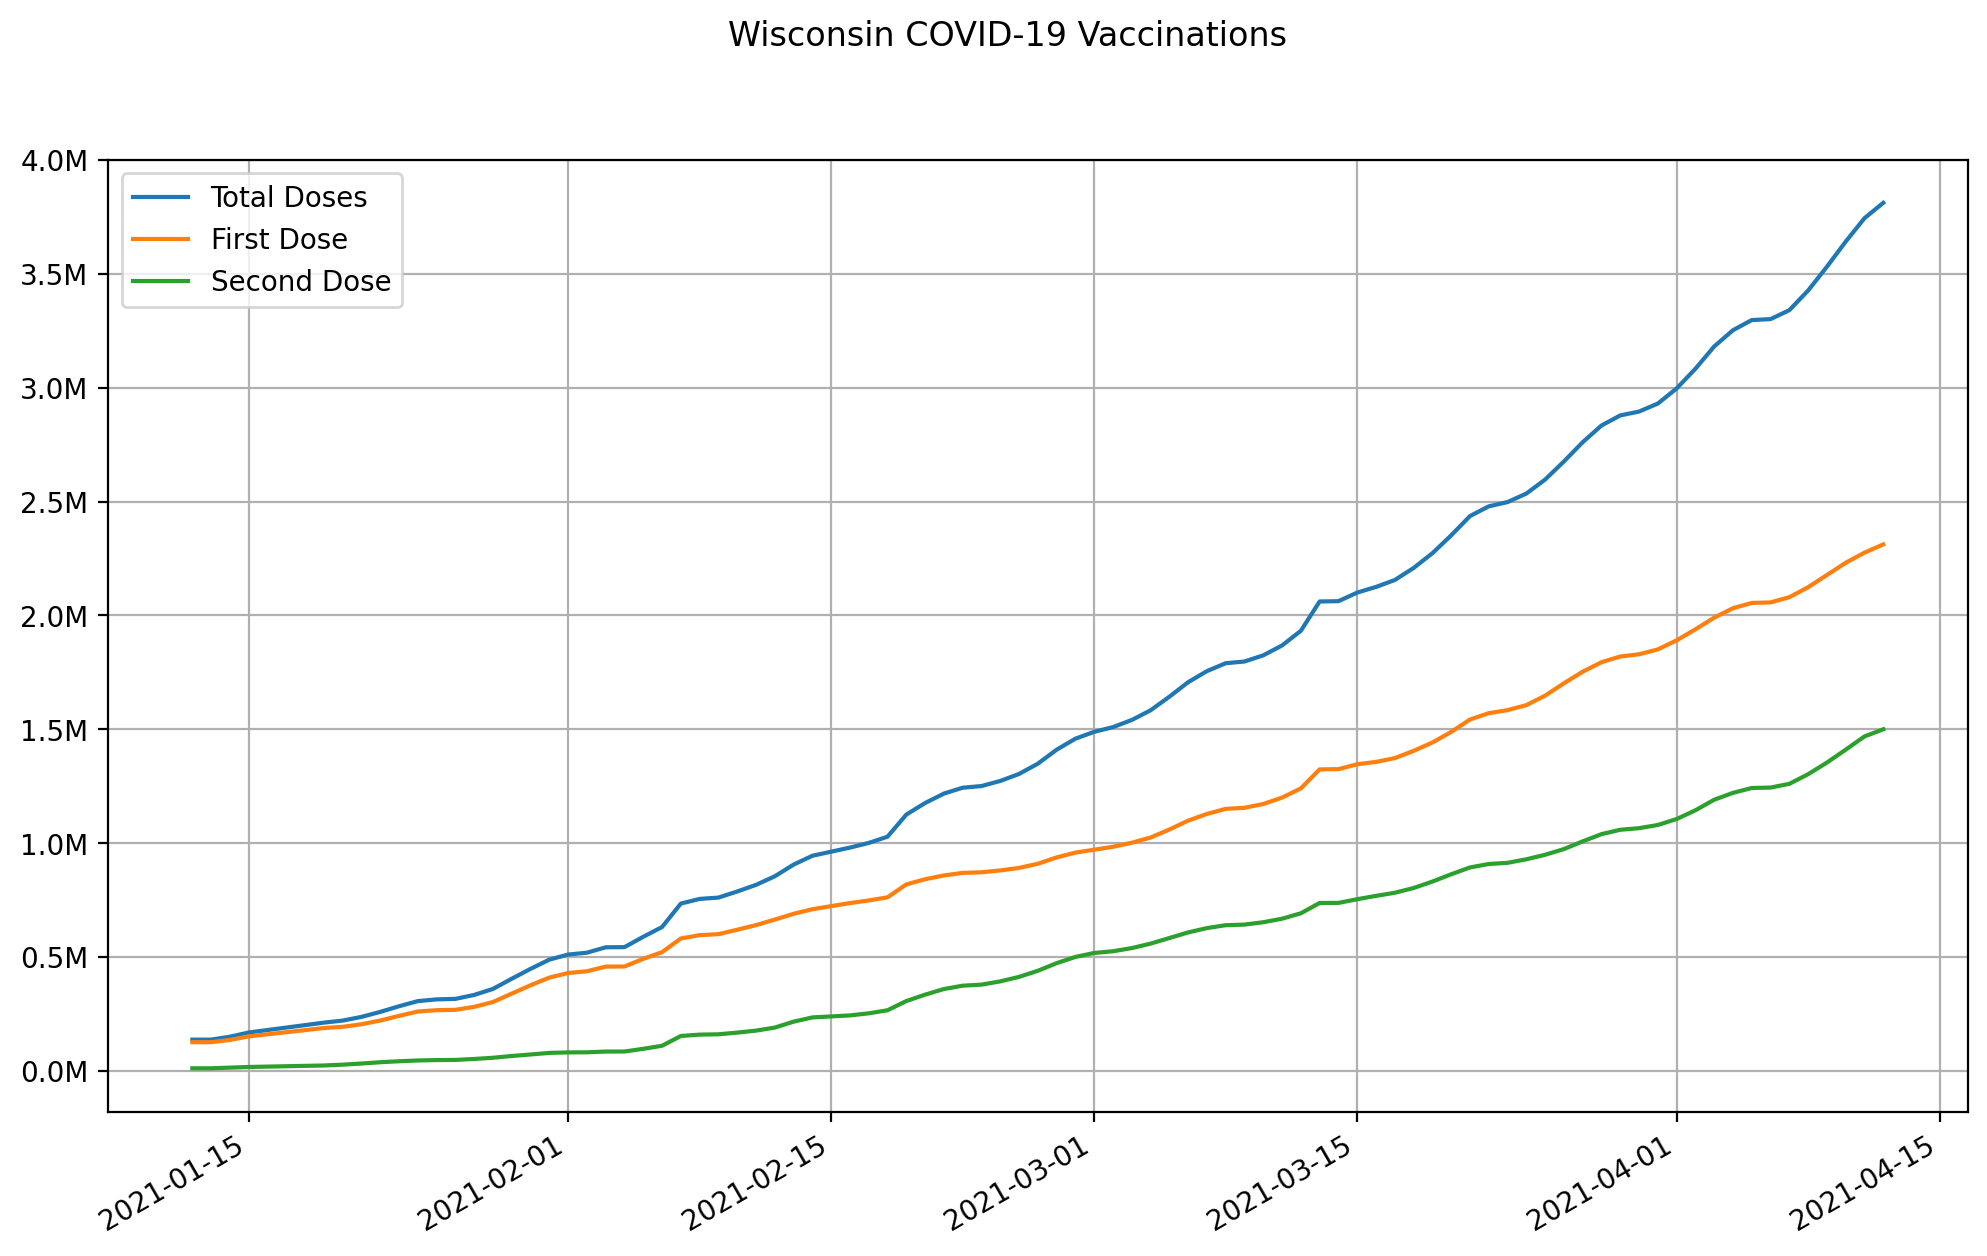 Wisconsin COVID-19 Vaccinations
4.0M
3.5M
3.0M
2.5M
2.0M
1.5M
1.0M
0.5M
0.0M
Total Doses
First Dose
Second Dose
2021-01-15
2021-02-01
2021-02-15
2021-03-01
2021-03-15
2021-04-01
2021-04-15